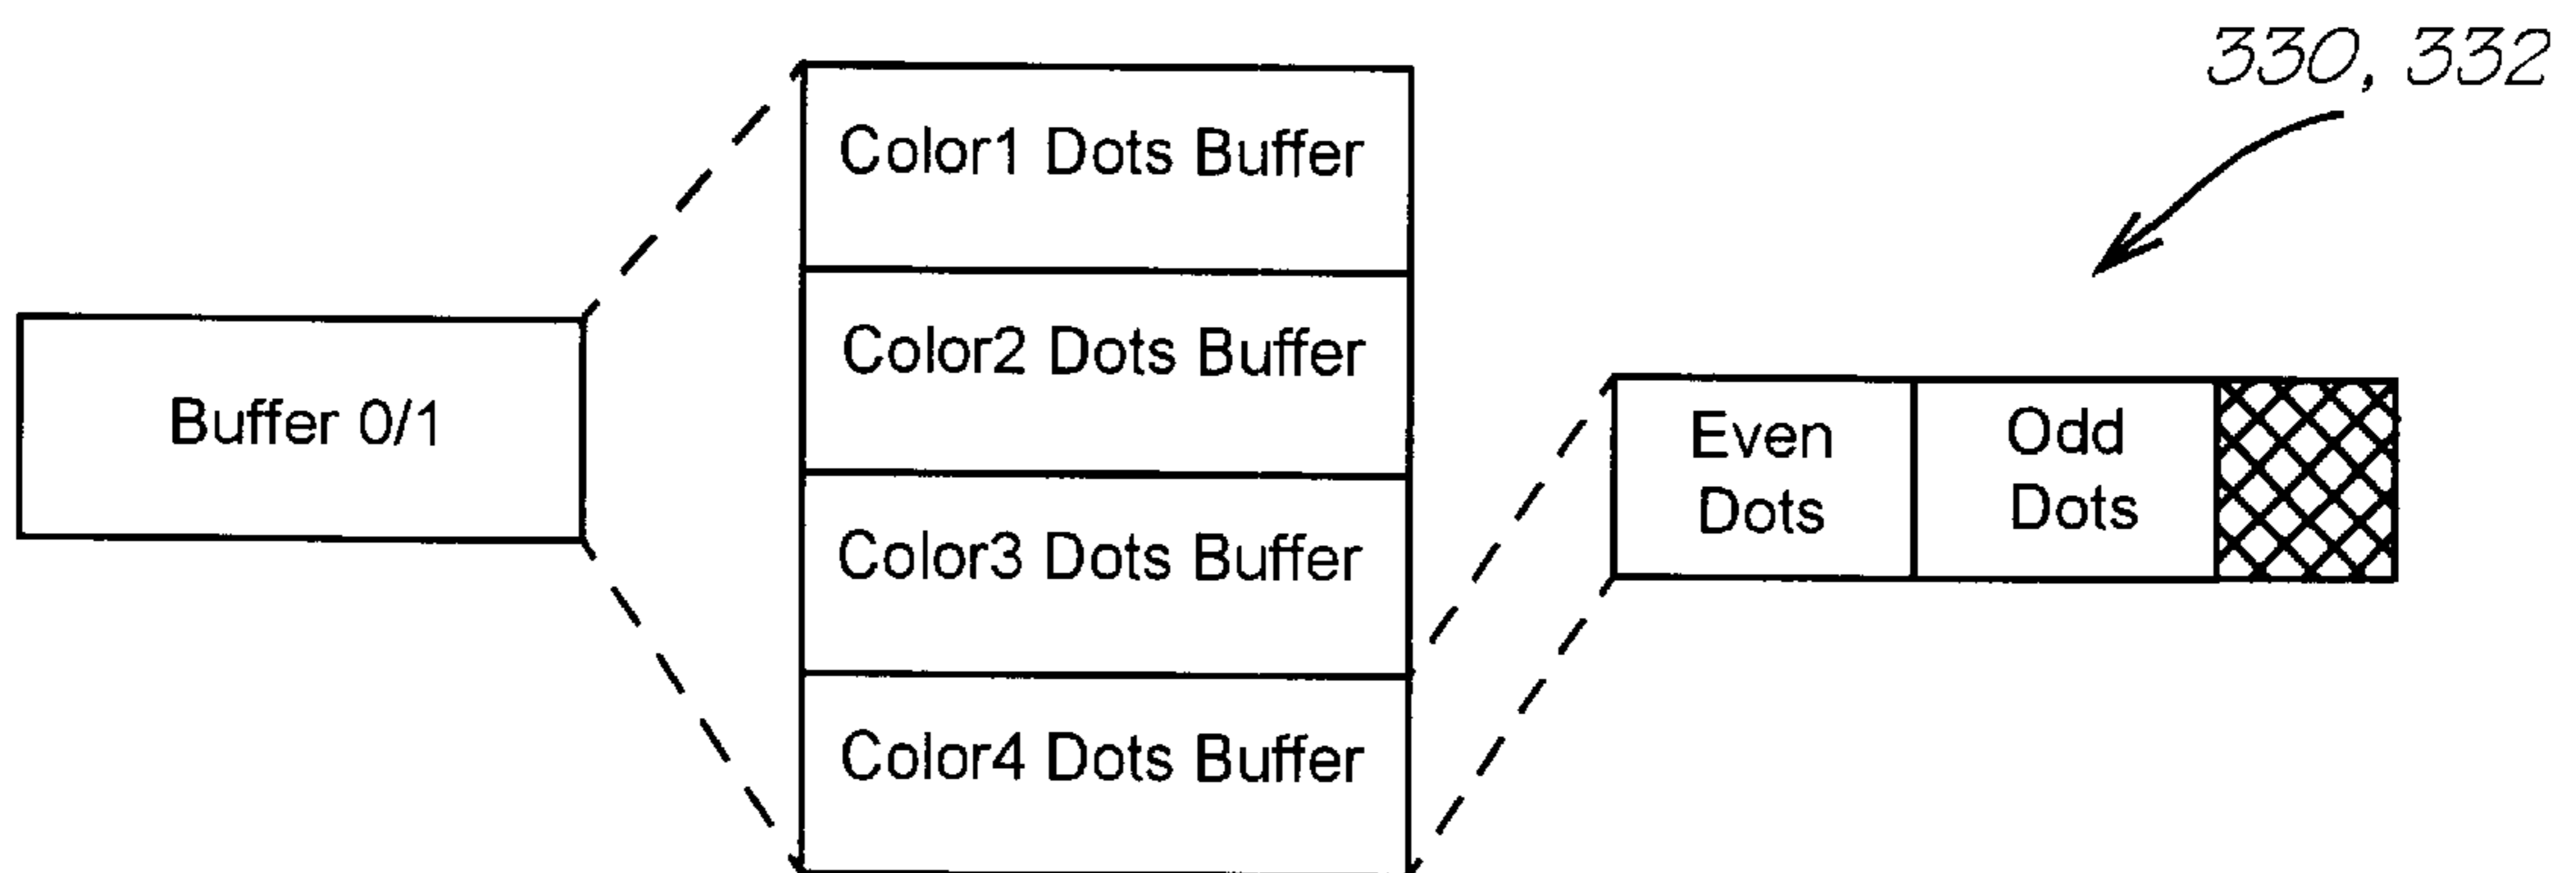 330, 332
Color1 Dots Buffer
Color2 Dots Buffer
Buffer 0/1
Even
Dots
Odd
Dots
Color3 Dots Buffer
Color4 Dots Buffer